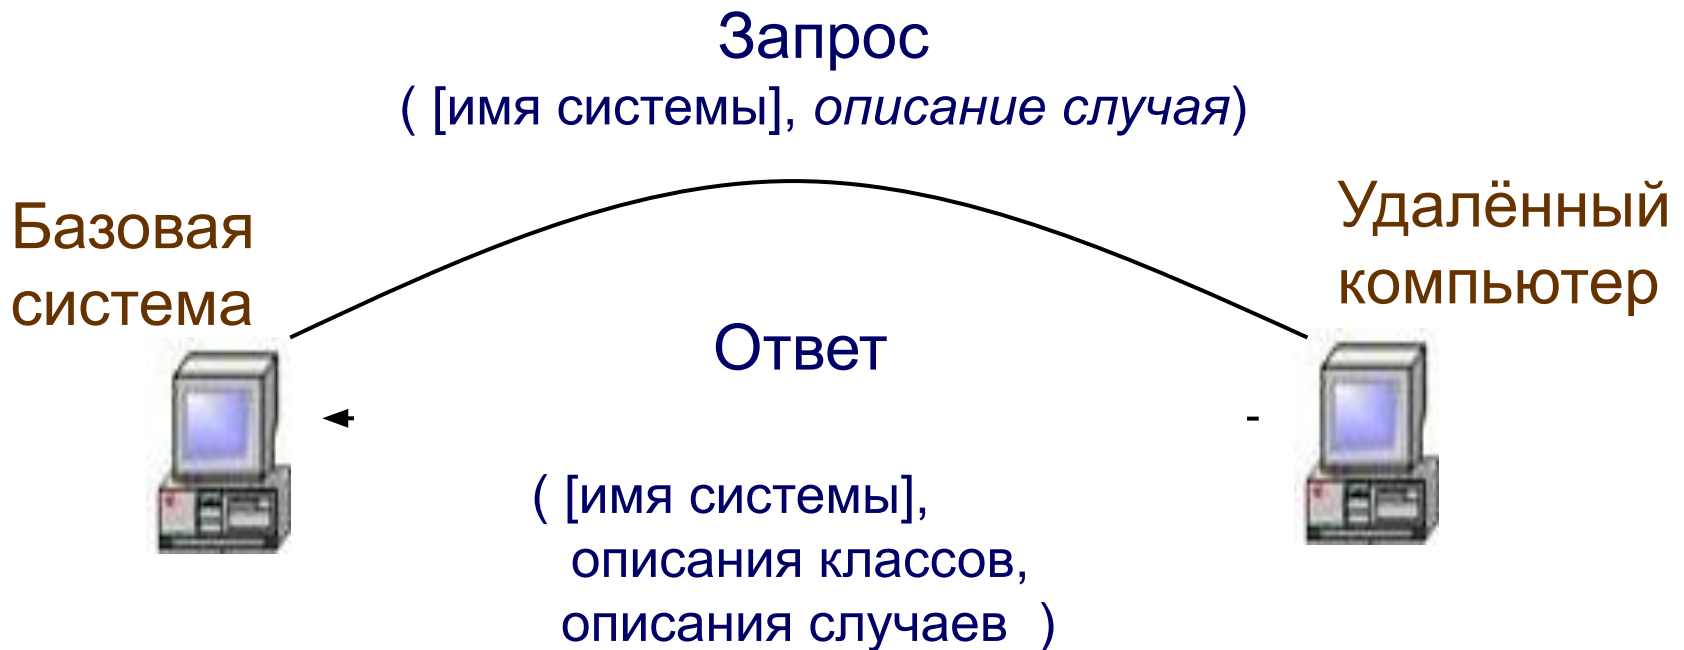 Запрос
( [имя системы], описание случая)
Базовая
система
Удалённый
компьютер
Ответ
( [имя системы],
описания классов,
описания случаев )